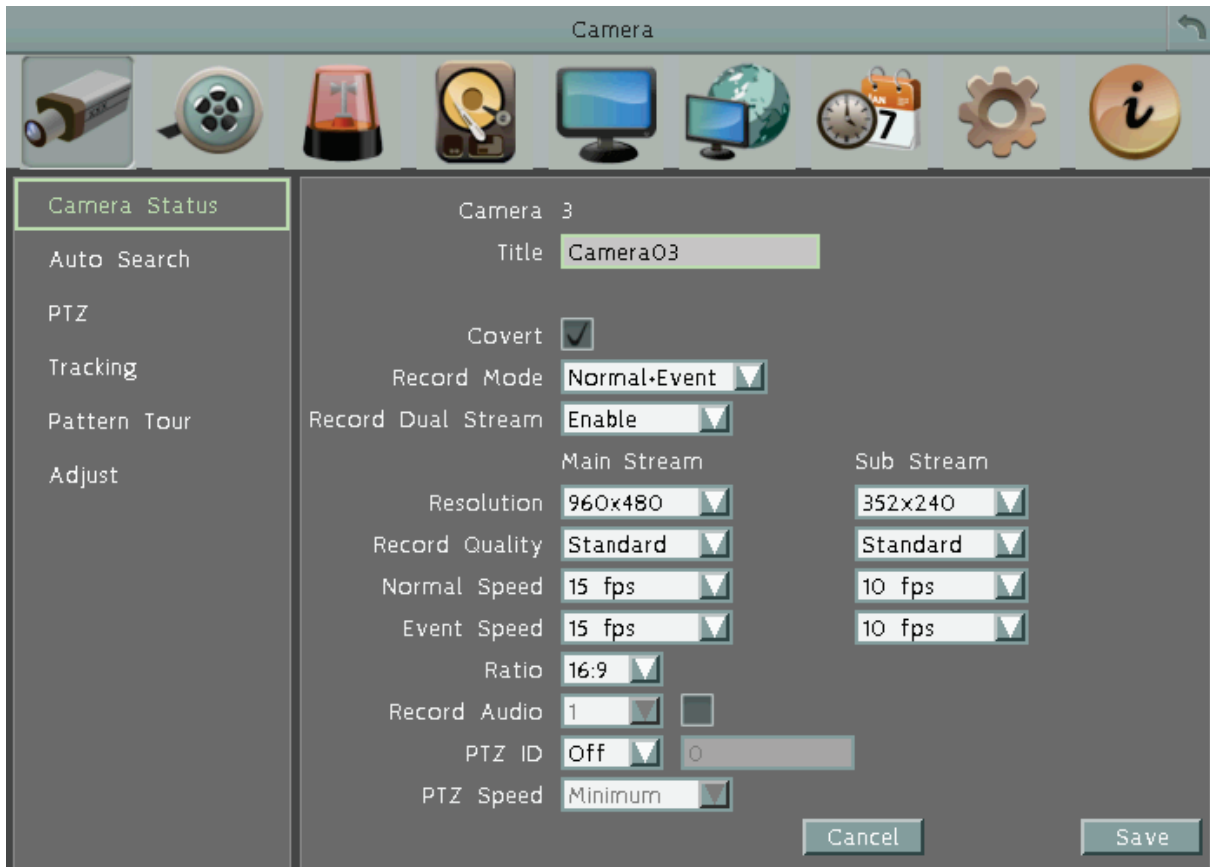 Camera
JAN
7
i
Camera Status
Auto Search
PTZ
Tracking
Pattern Tour
Adjust
Camera 3
Title Camera03
Covert
Record Mode Normal+Event
Record Dual Stream Enable
Main Stream Sub Stream
Resolution 960x480 352x240
Record Quality Standard Standard
Normal Speed 15 fps 10 fps
Event Speed 15 fps 10 fps
Ratio 16:9
Record Audio 1
PTZ ID Off 0
PTZ Speed Minimum
Cancel Save